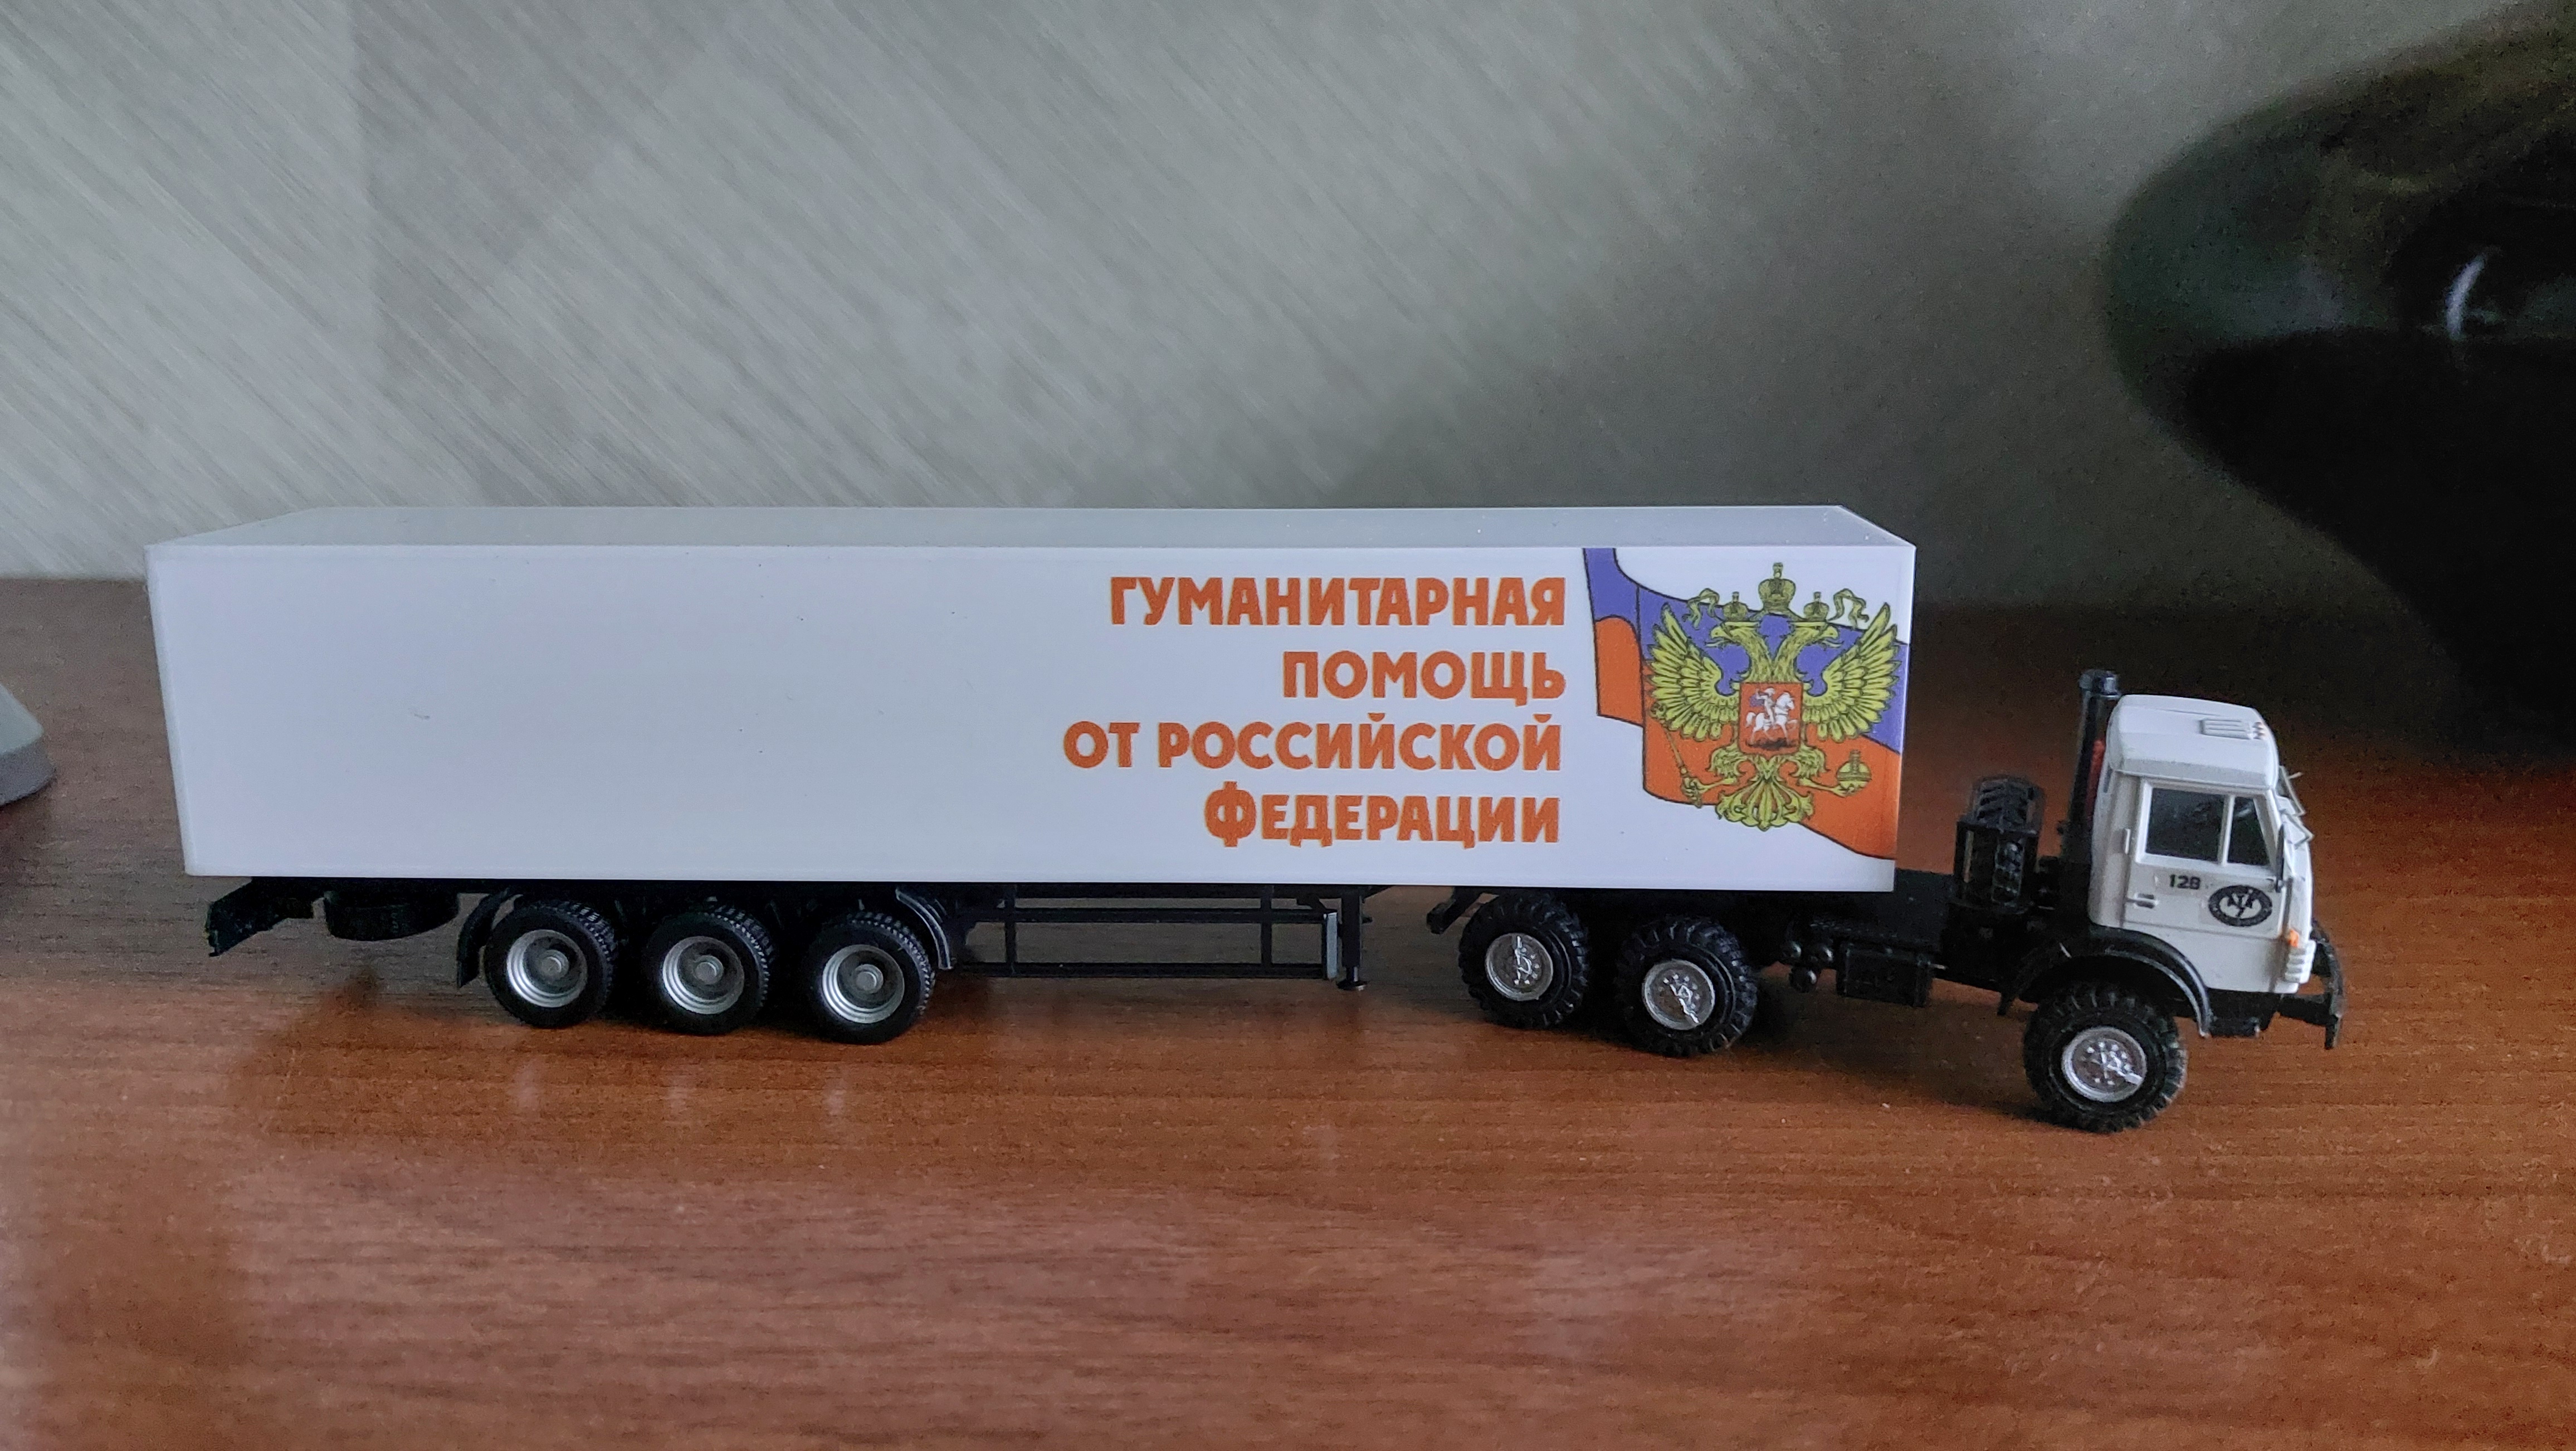 ГУМАНИТАРНАЯ
ПОМОЩЬ
ОТ РОССИЙСКОЙ
ФЕДЕРАЦИИ
128